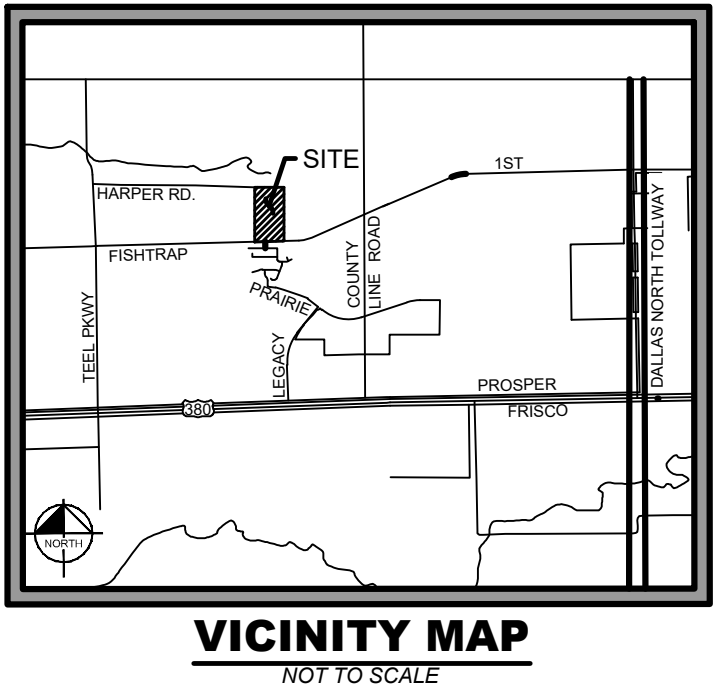 SITE
1ST
HARPER RD.
FISHTRAP
COUNTY
LINE ROAD
PRAIRIE
DALLAS NORTH TOLLWAY
TEEL PKWY
LEGACY
PROSPER
380
FRISCO
NORTH
VICINITY MAP
NOT TO SCALE